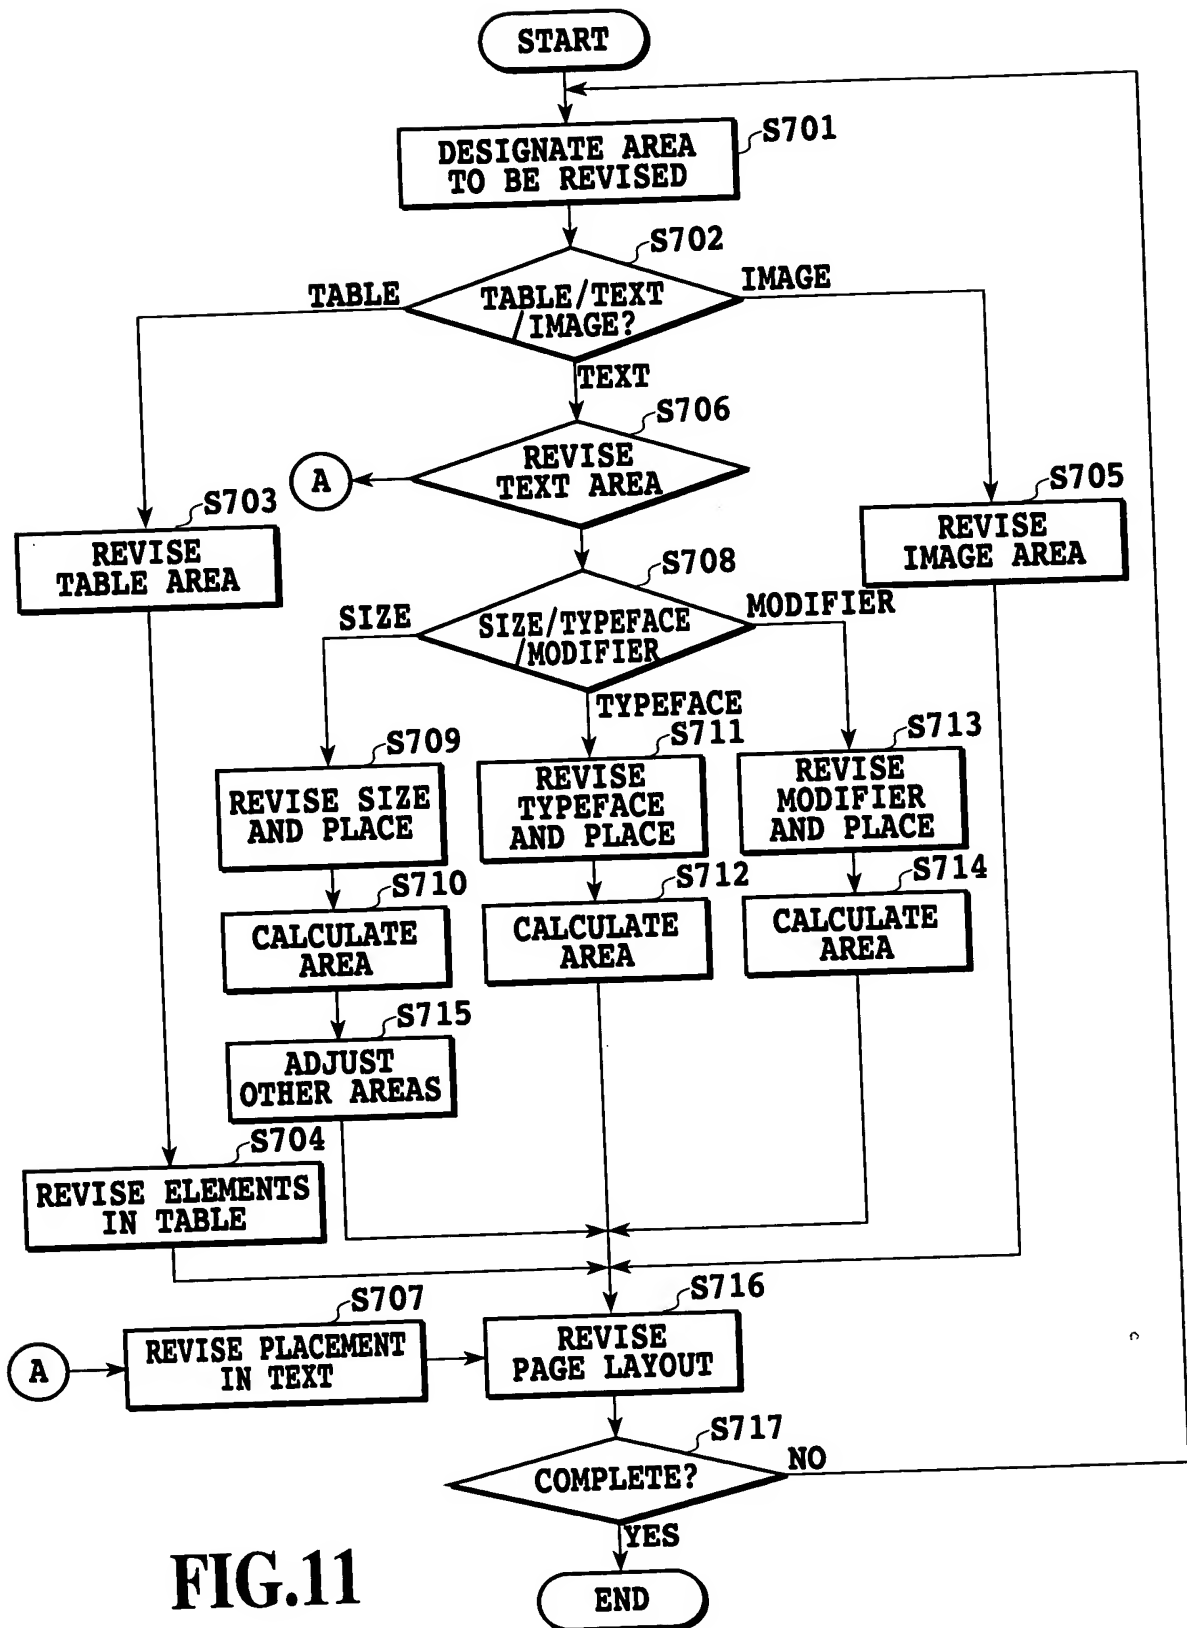 START
S701
DESIGNATE AREA
TO BE REVISED
S702
TABLE
TABLE/TEXT
/IMAGE?
IMAGE
TEXT
S706
REVISE
TEXT AREA
A
S703
REVISE
TABLE AREA
S705
REVISE
IMAGE AREA
S708
SIZE
SIZE/TYPEFACE
/MODIFIER
MODIFIER
TYPEFACE
S709
REVISE SIZE
AND PLACE
S711
REVISE
TYPEFACE
AND PLACE
S713
REVISE
MODIFIER
AND PLACE
S710
CALCULATE
AREA
S712
CALCULATE
AREA
S714
CALCULATE
AREA
S715
ADJUST
OTHER AREAS
S704
REVISE ELEMENTS
IN TABLE
A
S707
REVISE PLACEMENT
IN TEXT
S716
REVISE
PAGE LAYOUT
S717
COMPLETE?
NO
YES
END
FIG.11